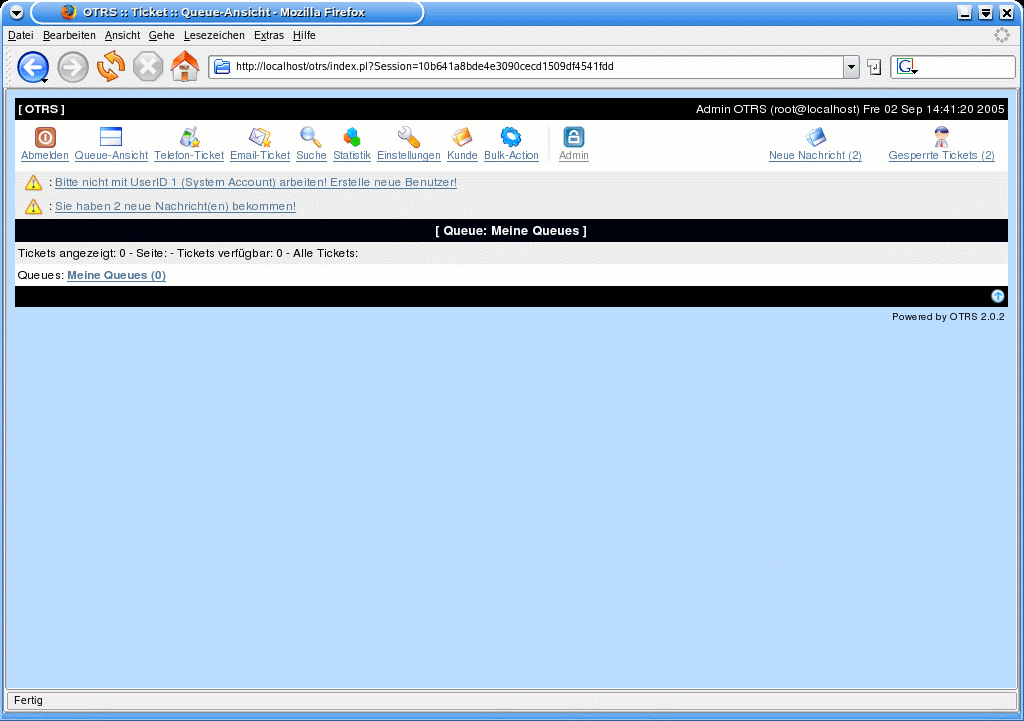 OTRS :: Ticket :: Queue-Ansicht - Mozilla Firefox
Datei Bearbeiten Ansicht Gehe Lesezeichen Extras Hilfe
http://localhost/otrs/index.pl?Session=10b641a8bde4e3090cecd1509df4541fdd
G
[ OTRS ] Admin OTRS (root@localhost) Fre 02 Sep 14:41:20 2005
Abmelden Queue-Ansicht Telefon-Ticket Email-Ticket Suche Statistik Einstellungen Kunde Bulk-Action Admin Neue Nachricht (2) Gesperrte Tickets (2)
: Bitte nicht mit UserID 1 (System Account) arbeiten! Erstelle neue Benutzer!
: Sie haben 2 neue Nachricht(en) bekommen!
[ Queue: Meine Queues ]
Tickets angezeigt: 0 - Seite: - Tickets verfügbar: 0 - Alle Tickets:
Queues: Meine Queues (0)
Powered by OTRS 2.0.2
Fertig